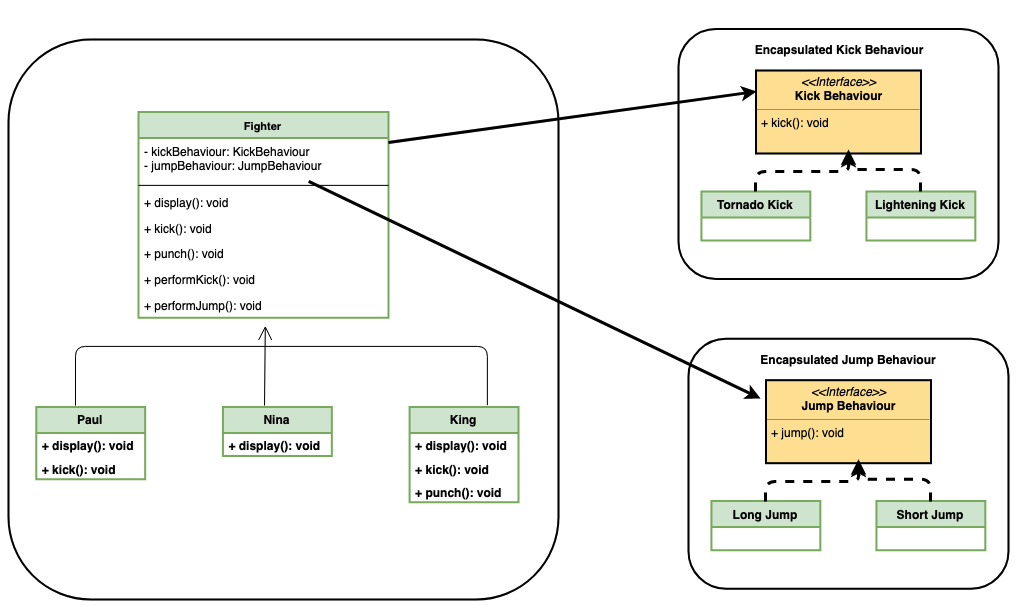 Fighter
- kickBehaviour: KickBehaviour
- jumpBehaviour: JumpBehaviour
+ display(): void
+ kick(): void
+ punch(): void
+ performKick(): void
+ performJump(): void
Paul
+ display(): void
+ kick(): void
Nina
+ display(): void
King
+ display(): void
+ kick(): void
+ punch(): void
Encapsulated Kick Behaviour
<<Interface>>
Kick Behaviour
+ kick(): void
Tornado Kick
Lightening Kick
Encapsulated Jump Behaviour
<<Interface>>
Jump Behaviour
+ jump(): void
Long Jump
Short Jump